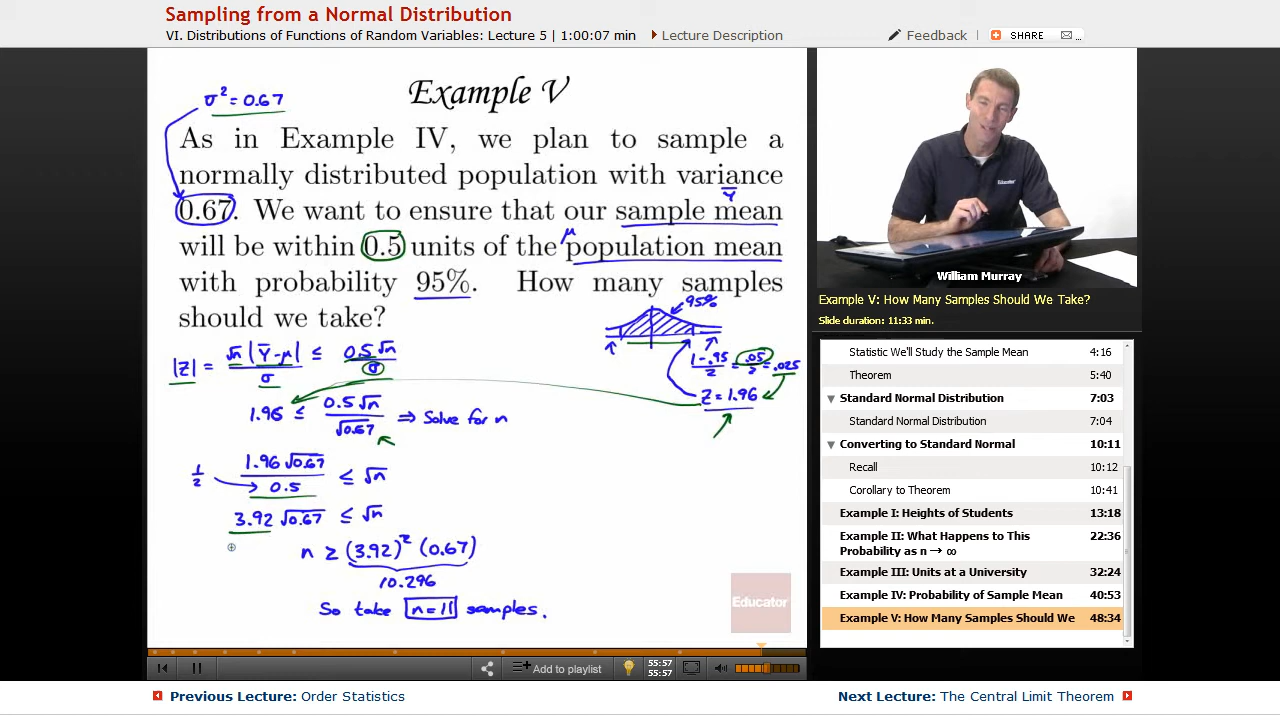 Sampling from a Normal Distribution
VI. Distributions of Functions of Random Variables: Lecture 5 | 1:00:07 min
Lecture Description
Feedback
SHARE
σ² = 0.67
Example V
As in Example IV, we plan to sample a
normally distributed population with variance
Ȳ
0.67. We want to ensure that our sample mean
μ
will be within 0.5 units of the population mean
with probability 95%. How many samples
should we take?
95%
|Z| = √n |Ȳ-μ| / σ ≤ 0.5 √n / σ
(1 - .95)/2 = .05/2 = .025
Z = 1.96
1.96 ≤ 0.5 √n / √0.67 ⇒ Solve for n
1/2
1.96 √0.67 / 0.5 ≤ √n
3.92 √0.67 ≤ √n
n ≥ (3.92)² (0.67)
10.296
So take n = 11 samples.
Educator
Educator
William Murray
Example V: How Many Samples Should We Take?
Slide duration: 11:33 min.
Statistic We'll Study the Sample Mean 4:16
Theorem 5:40
Standard Normal Distribution 7:03
Standard Normal Distribution 7:04
Converting to Standard Normal 10:11
Recall 10:12
Corollary to Theorem 10:41
Example I: Heights of Students 13:18
Example II: What Happens to This
Probability as n → ∞ 22:36
Example III: Units at a University 32:24
Example IV: Probability of Sample Mean 40:53
Example V: How Many Samples Should We 48:34
Add to playlist
55:57
55:57
Previous Lecture: Order Statistics
Next Lecture: The Central Limit Theorem